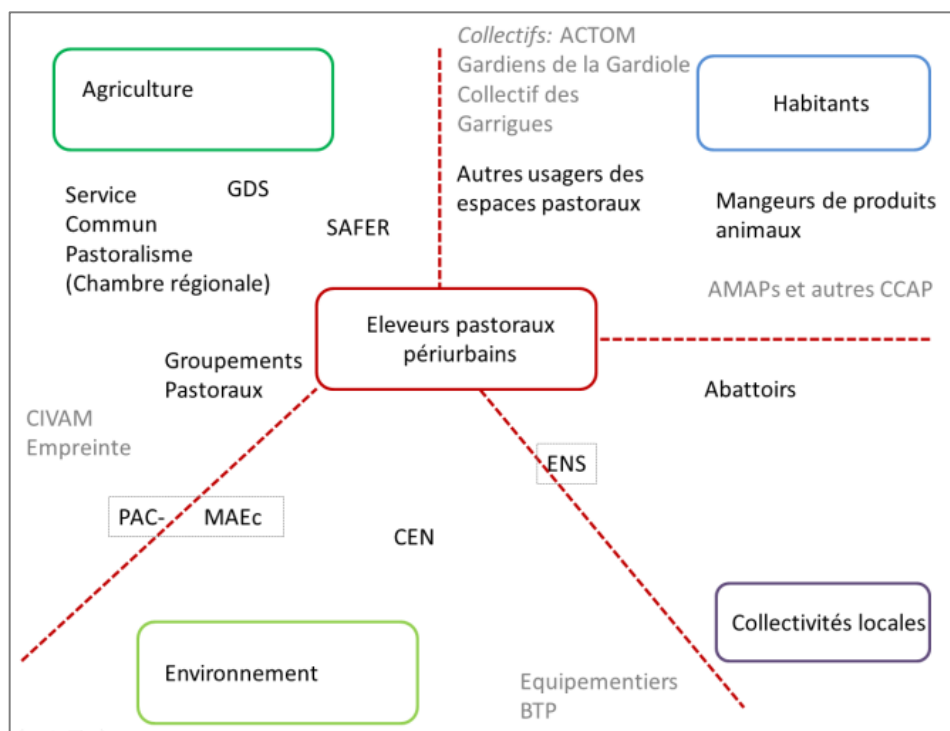 Collectifs: ACTOM
Gardiens de la Gardiole
Collectif des
Garrigues
Agriculture
Habitants
Autres usagers des
espaces pastoraux
GDS
Service
Commun
Pastoralisme
(Chambre régionale)
SAFER
Mangeurs de produits
animaux
AMAPs et autres CCAP
Eleveurs pastoraux
périurbains
Groupements
Pastoraux
Abattoirs
CIVAM
Empreinte
ENS
PAC- MAEc
CEN
Collectivités locales
Environnement
Equipementiers
BTP